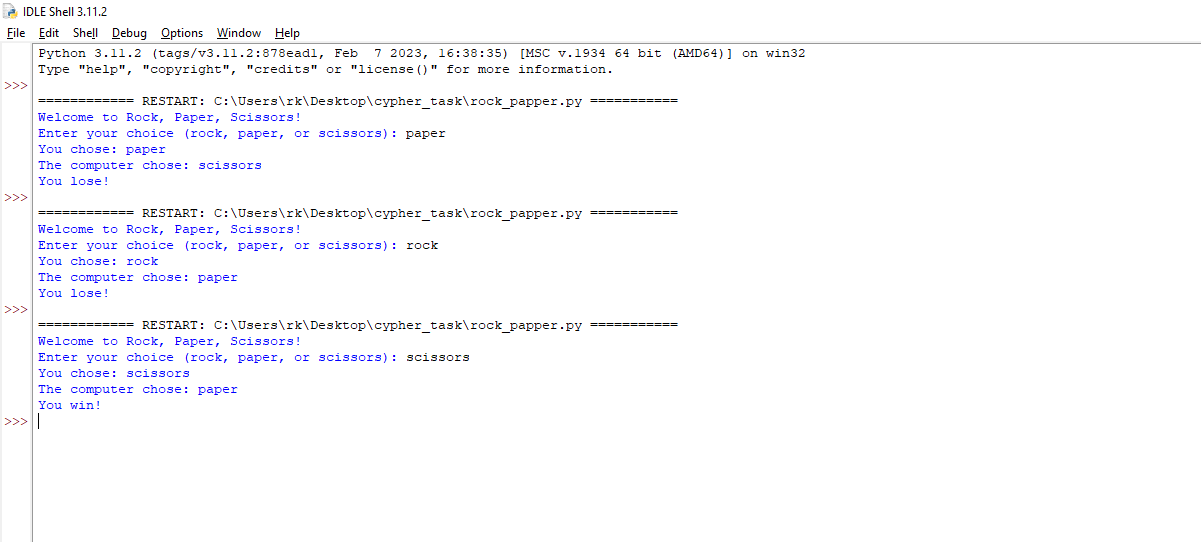 IDLE Shell 3.11.2
File Edit Shell Debug Options Window Help
Python 3.11.2 (tags/v3.11.2:878ead1, Feb  7 2023, 16:38:35) [MSC v.1934 64 bit (AMD64)] on win32
Type "help", "copyright", "credits" or "license()" for more information.
>>>
============ RESTART: C:\Users\rk\Desktop\cypher_task\rock_papper.py ===========
Welcome to Rock, Paper, Scissors!
Enter your choice (rock, paper, or scissors): paper
You chose: paper
The computer chose: scissors
You lose!
>>>
============ RESTART: C:\Users\rk\Desktop\cypher_task\rock_papper.py ===========
Welcome to Rock, Paper, Scissors!
Enter your choice (rock, paper, or scissors): rock
You chose: rock
The computer chose: paper
You lose!
>>>
============ RESTART: C:\Users\rk\Desktop\cypher_task\rock_papper.py ===========
Welcome to Rock, Paper, Scissors!
Enter your choice (rock, paper, or scissors): scissors
You chose: scissors
The computer chose: paper
You win!
>>>